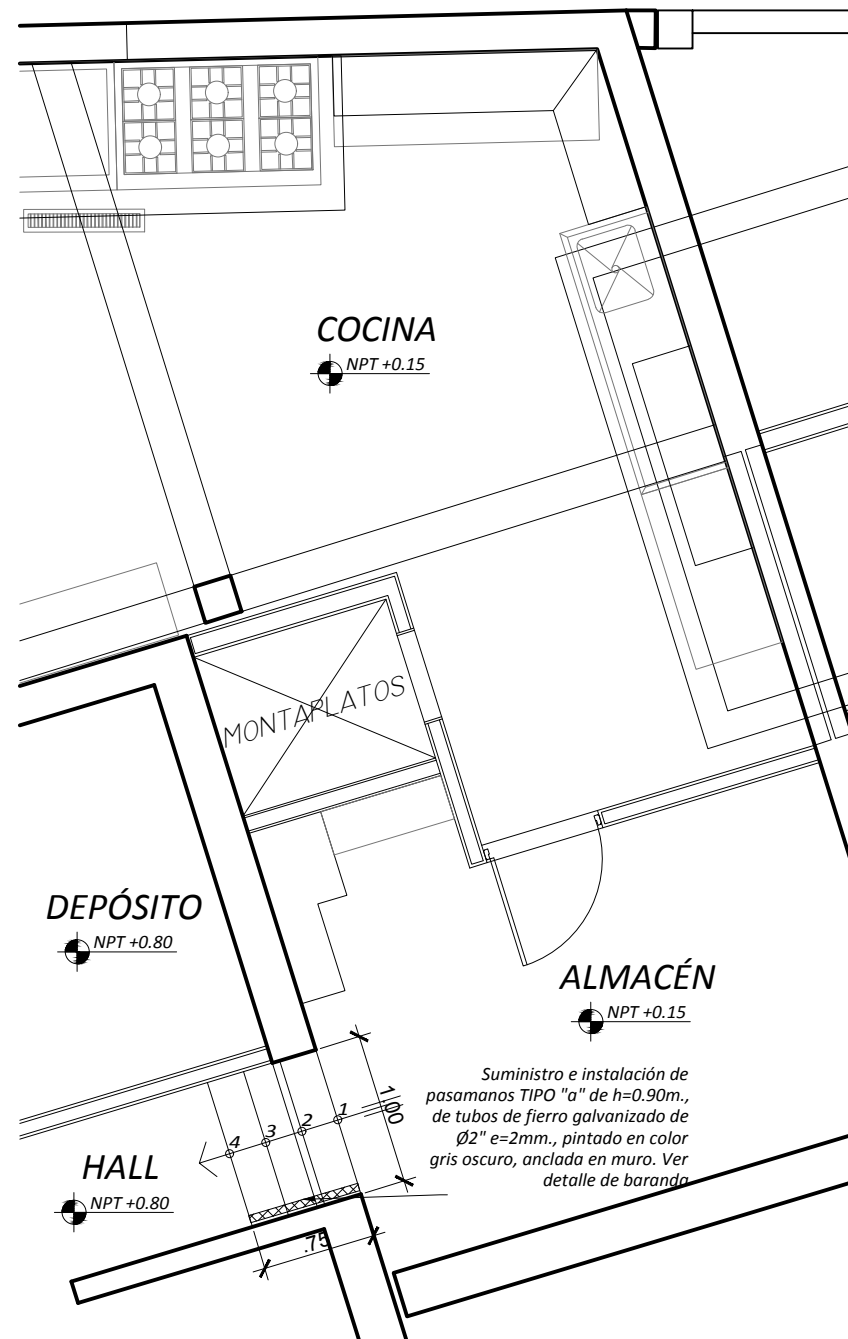 COCINA
NPT +0.15
MONTAPLATOS
DEPÓSITO
NPT +0.80
ALMACÉN
NPT +0.15
Suministro e instalación de
pasamanos TIPO "a" de h=0.90m.,
de tubos de fierro galvanizado de
Ø2" e=2mm., pintado en color
gris oscuro, anclada en muro. Ver
detalle de baranda
1.00
4 3 2 1
HALL
NPT +0.80
.75